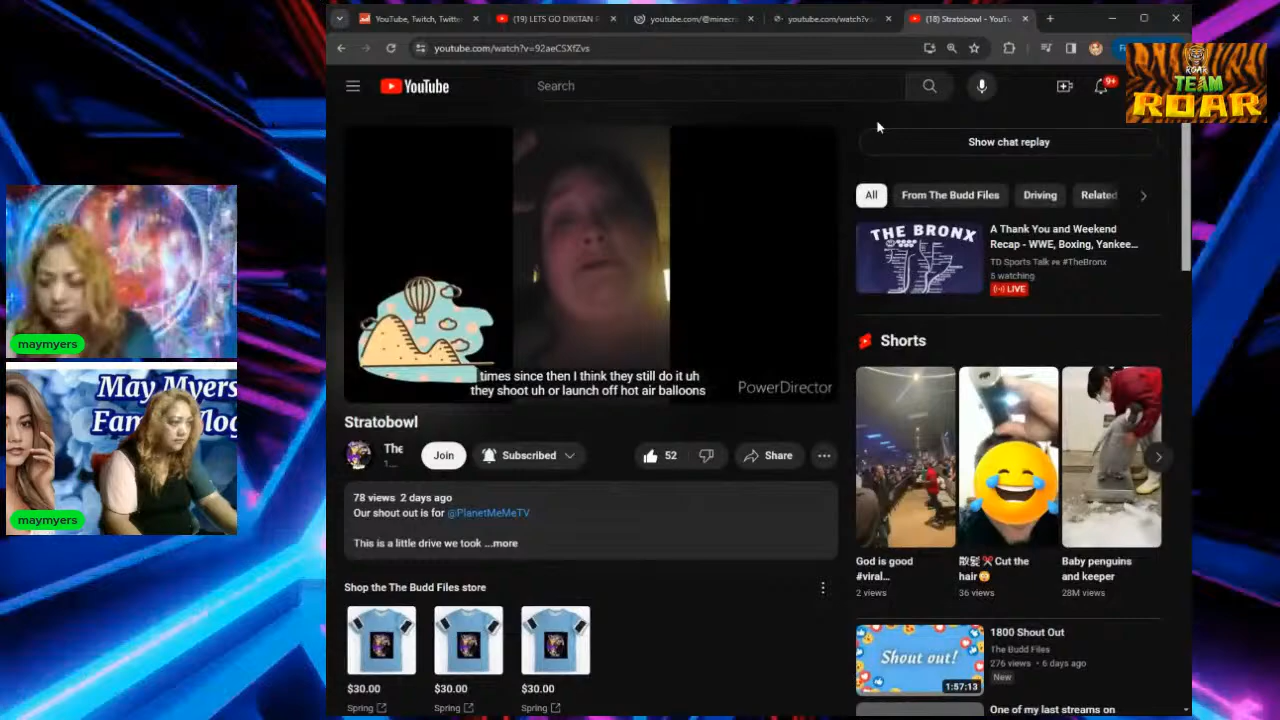 YouTube, Twitch, Twitter
(19) LETS GO DIKITAN
youtube.com/@minecr
youtube.com/watch?v=
(18) Stratobowl - YouTu
youtube.com/watch?v=92aeCSXfZvs
YouTube
Search
9+
ROAR
TEAM
ROAR
Show chat replay
All
From The Budd Files
Driving
Related
THE BRONX
A Thank You and Weekend
Recap - WWE, Boxing, Yankee...
TD Sports Talk PR #TheBronx
5 watching
LIVE
maymyers
May Myers
maymyers
times since then I think they still do it uh
they shoot uh or launch off hot air balloons
PowerDirector
Stratobowl
The
1...
Join
Subscribed
52
Share
78 views 2 days ago
Our shout out is for @PlanetMeMeTV
This is a little drive we took ...more
Shop the The Budd Files store
$30.00
$30.00
$30.00
Spring
Spring
Spring
Shorts
God is good
#viral...
2 views
Cut the
hair
36 views
Baby penguins
and keeper
28M views
Shout out!
1:57:13
1800 Shout Out
The Budd Files
276 views • 6 days ago
New
One of my last streams on